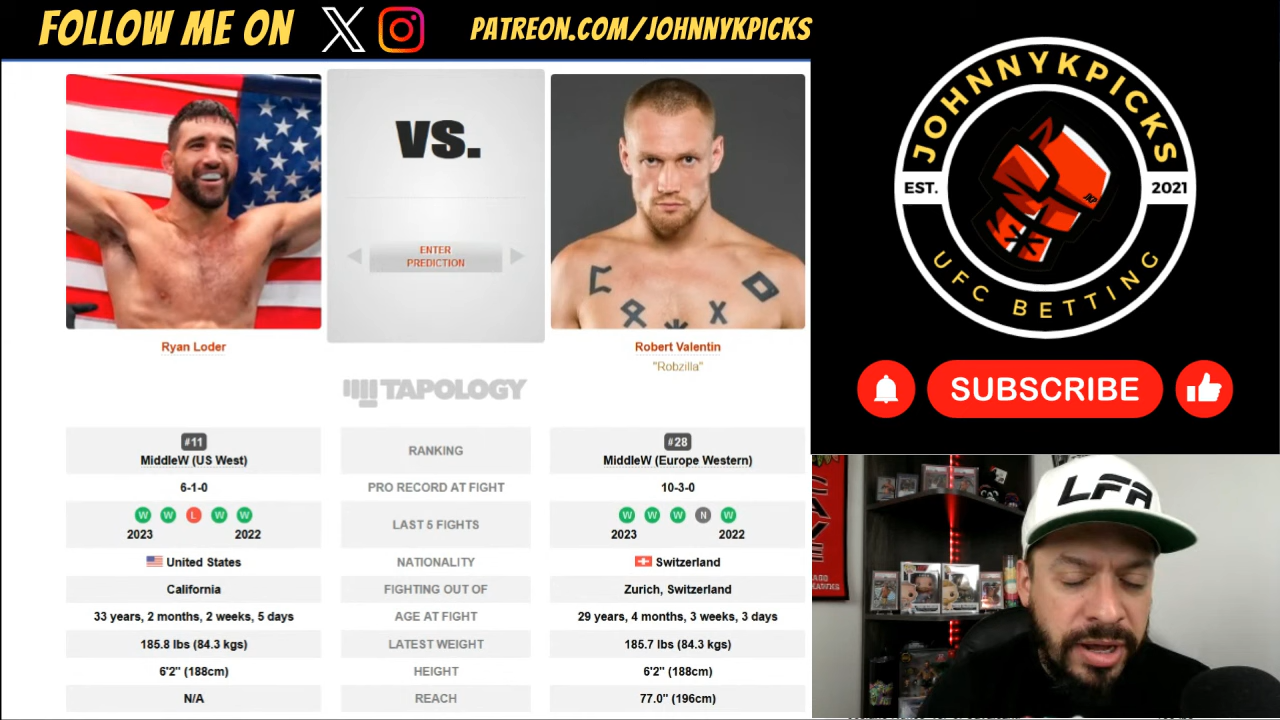 FOLLOW ME ON
PATREON.COM/JOHNNYKPICKS
VS.
ENTER
PREDICTION
Ryan Loder
Robert Valentin
"Robzilla"
TAPOLOGY
#11
MiddleW (US West)
RANKING
#28
MiddleW (Europe Western)
6-1-0
PRO RECORD AT FIGHT
10-3-0
W W L W W
2023 2022
LAST 5 FIGHTS
W W W N W
2023 2022
United States
NATIONALITY
Switzerland
California
FIGHTING OUT OF
Zurich, Switzerland
33 years, 2 months, 2 weeks, 5 days
AGE AT FIGHT
29 years, 4 months, 3 weeks, 3 days
185.8 lbs (84.3 kgs)
LATEST WEIGHT
185.7 lbs (84.3 kgs)
6'2" (188cm)
HEIGHT
6'2" (188cm)
N/A
REACH
77.0" (196cm)
JOHNNYKPICKS
EST. 2021
UFC BETTING
SUBSCRIBE
LFA